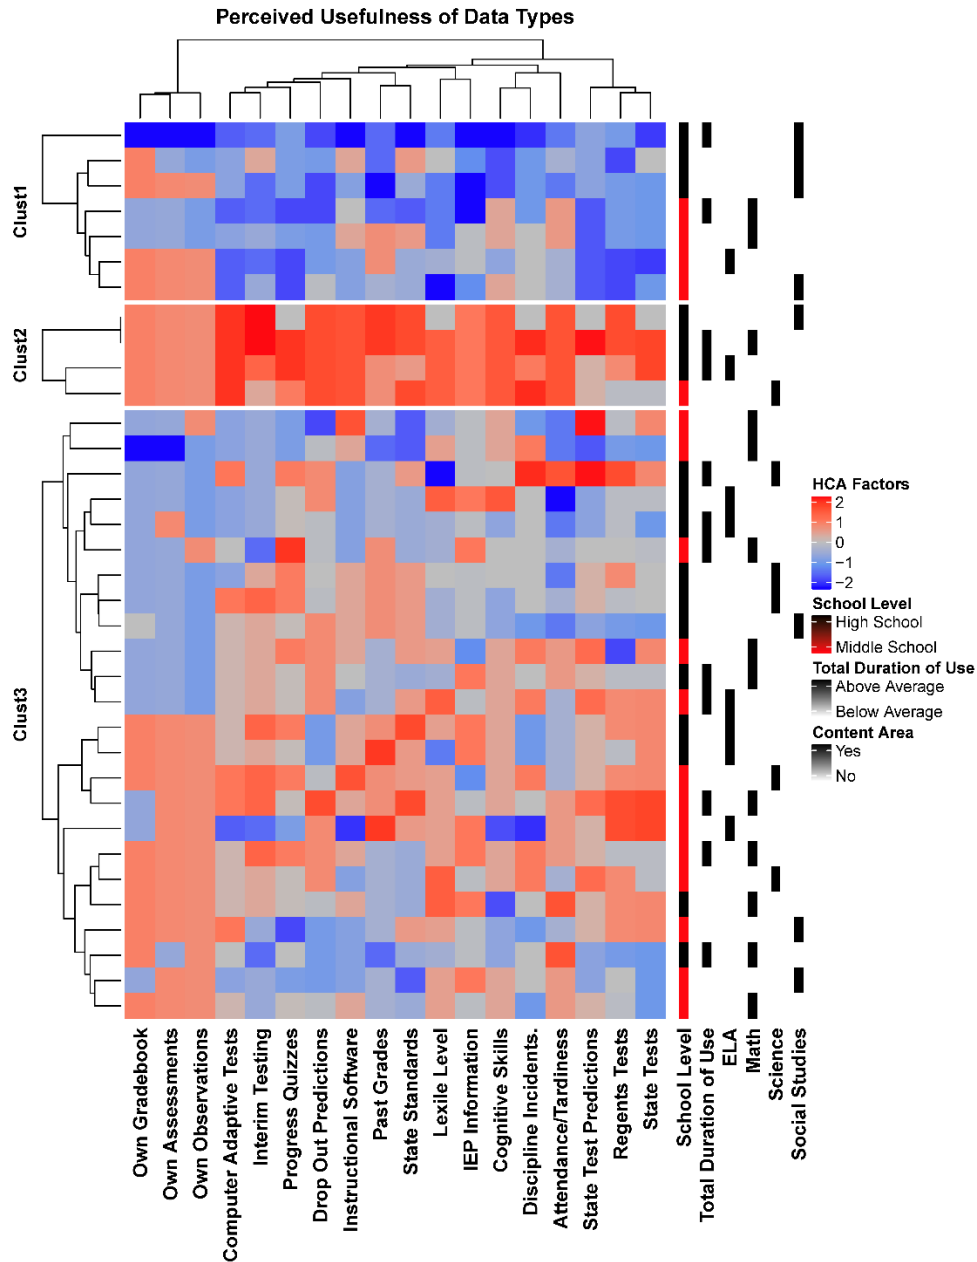 Perceived Usefulness of Data Types
Clust1
Clust2
Clust3
HCA Factors
2
1
0
−1
−2
School Level
High School
Middle School
Total Duration of Use
Above Average
Below Average
Content Area
Yes
No
Own Gradebook
Own Assessments
Own Observations
Computer Adaptive Tests
Interim Testing
Progress Quizzes
Drop Out Predictions
Instructional Software
Past Grades
State Standards
Lexile Level
IEP Information
Cognitive Skills
Discipline Incidents.
Attendance/Tardiness
State Test Predictions
Regents Tests
State Tests
School Level
Total Duration of Use
ELA
Math
Science
Social Studies